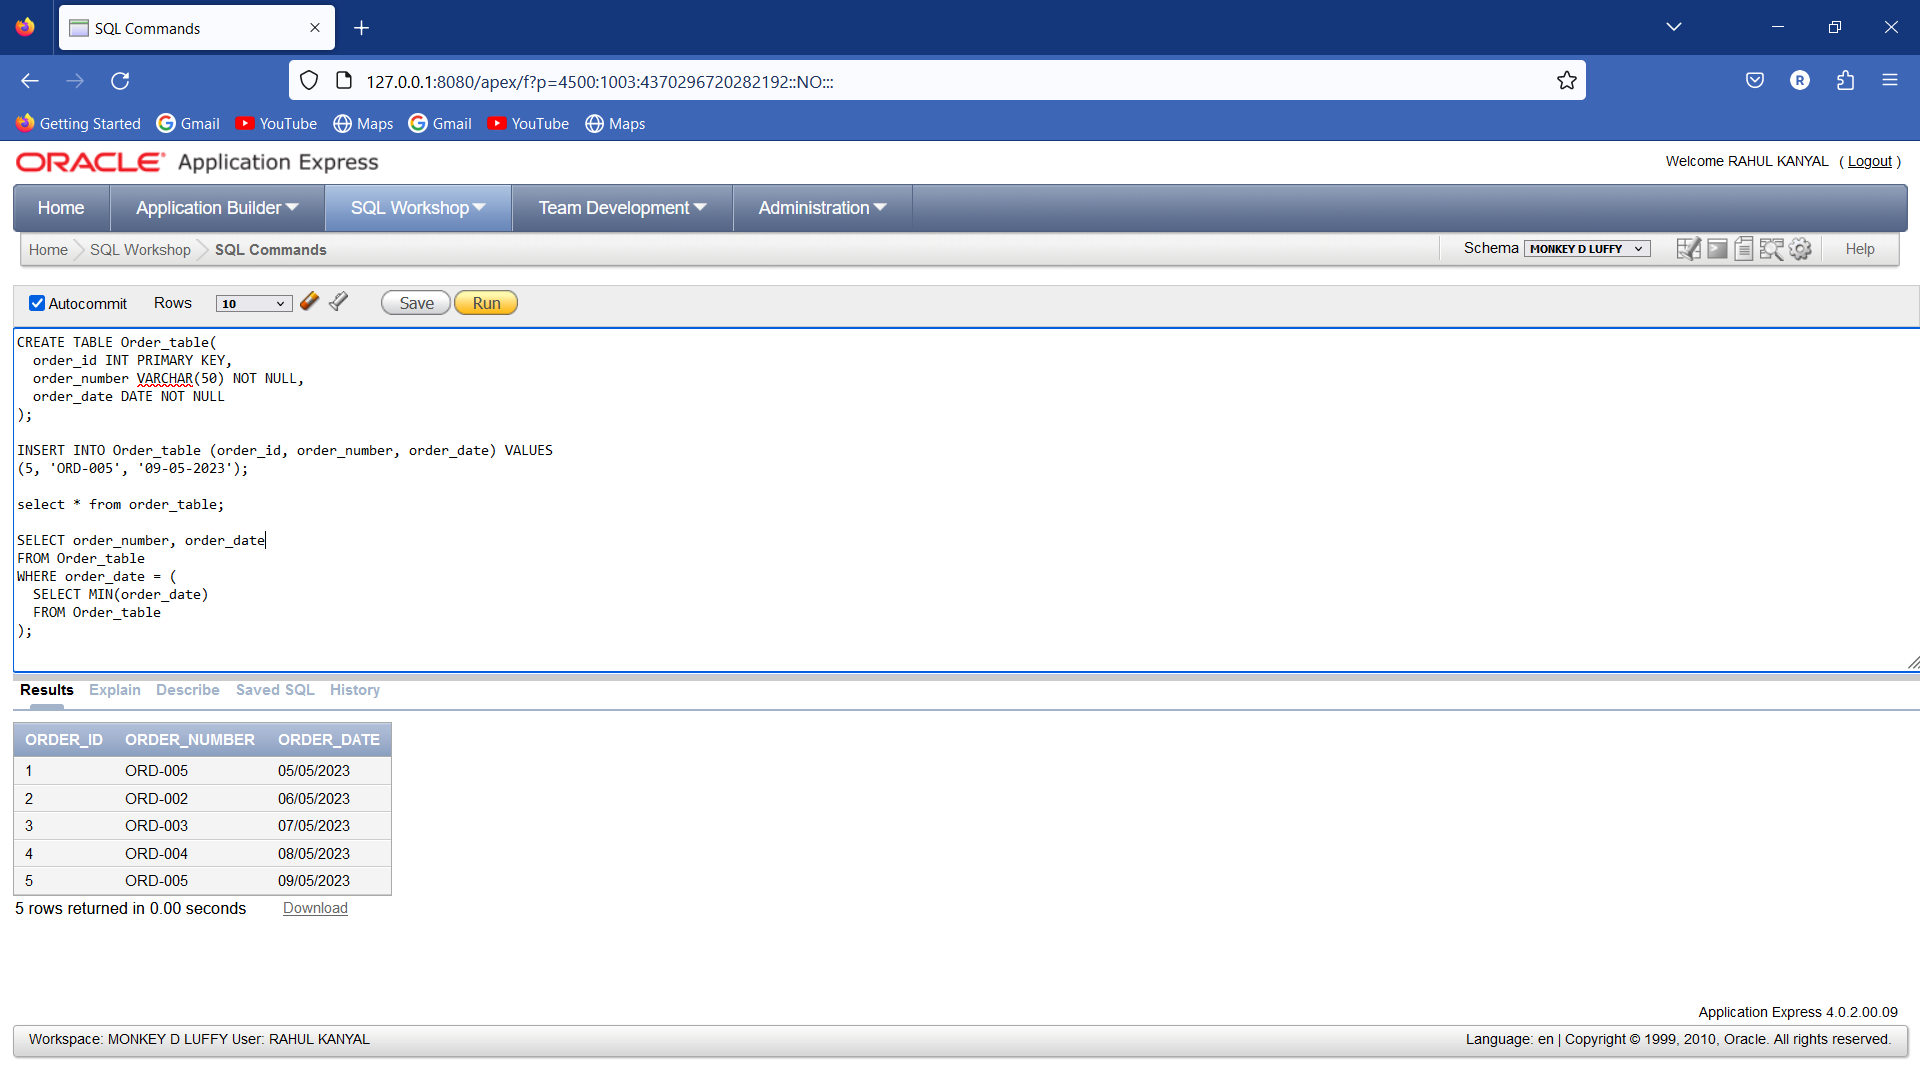 SQL Commands
127.0.0.1:8080/apex/f?p=4500:1003:4370296720282192::NO:::
R
Getting Started Gmail YouTube Maps Gmail YouTube Maps
ORACLE Application Express
Welcome RAHUL KANYAL ( Logout )
Home Application Builder SQL Workshop Team Development Administration
Home SQL Workshop SQL Commands
Schema MONKEY D LUFFY Help
Autocommit Rows 10 Save Run
CREATE TABLE Order_table(
  order_id INT PRIMARY KEY,
  order_number VARCHAR(50) NOT NULL,
  order_date DATE NOT NULL
);
INSERT INTO Order_table (order_id, order_number, order_date) VALUES
(5, 'ORD-005', '09-05-2023');
select * from order_table;
SELECT order_number, order_date
FROM Order_table
WHERE order_date = (
  SELECT MIN(order_date)
  FROM Order_table
);
Results Explain Describe Saved SQL History
ORDER_ID ORDER_NUMBER ORDER_DATE
1 ORD-005 05/05/2023
2 ORD-002 06/05/2023
3 ORD-003 07/05/2023
4 ORD-004 08/05/2023
5 ORD-005 09/05/2023
5 rows returned in 0.00 seconds Download
Application Express 4.0.2.00.09
Workspace: MONKEY D LUFFY User: RAHUL KANYAL
Language: en | Copyright © 1999, 2010, Oracle. All rights reserved.